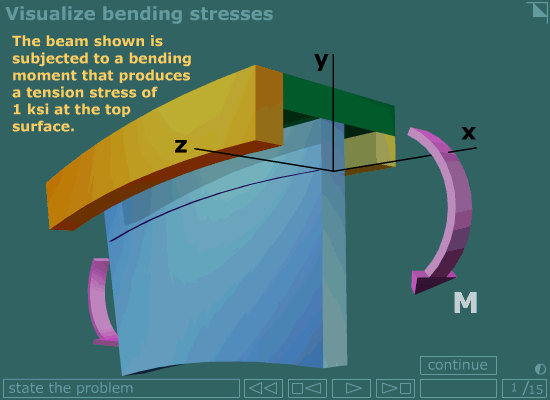 Visualize bending stresses
The beam shown is
subjected to a bending
moment that produces
a tension stress of
1 ksi at the top
surface.
y
z
x
M
continue
state the problem
1/15